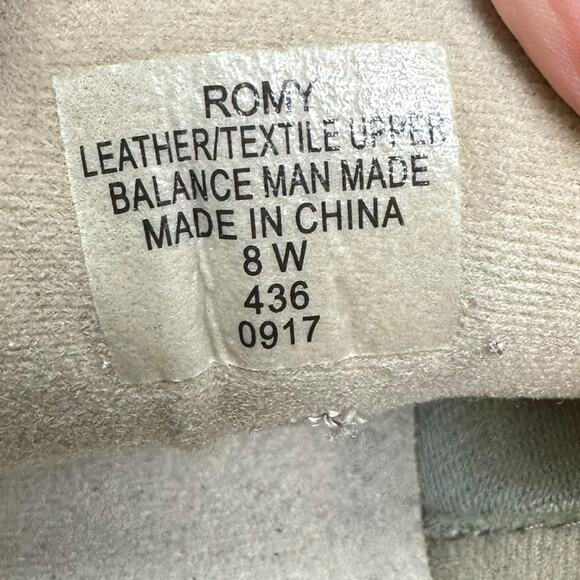 ROMY
LEATHER/TEXTILE UPPER
BALANCE MAN MADE
MADE IN CHINA
8 W
436
0917